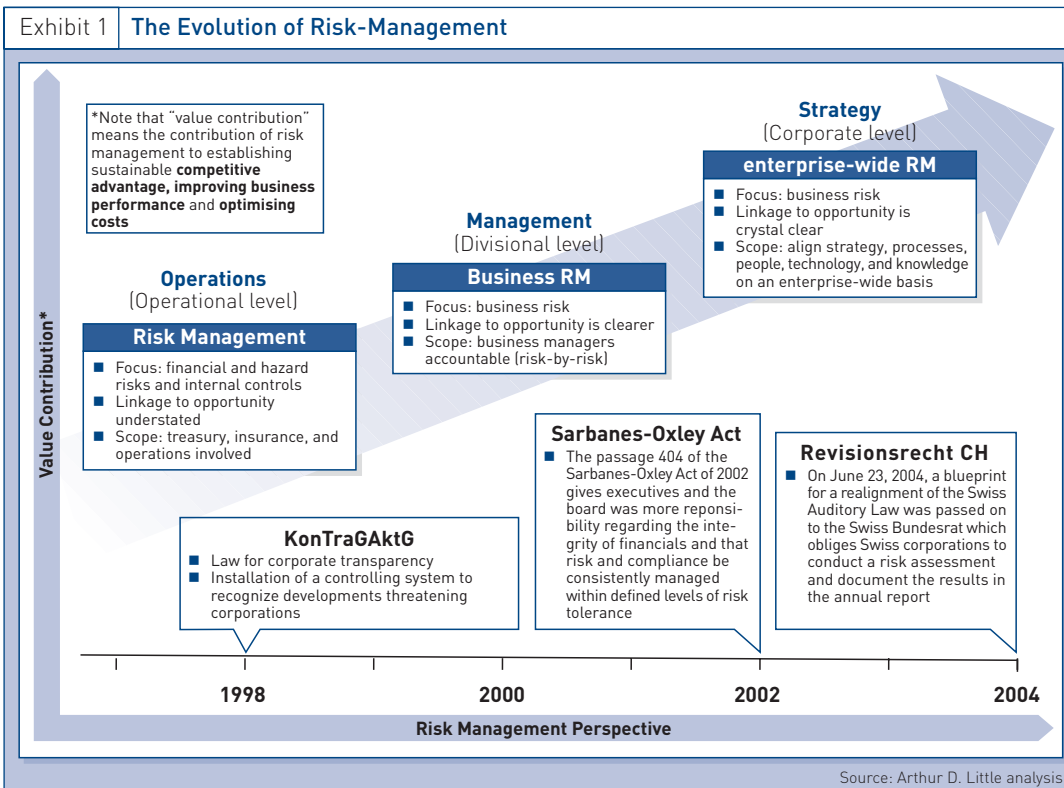 Exhibit 1
The Evolution of Risk-Management
*Note that "value contribution"
means the contribution of risk
management to establishing
sustainable competitive
advantage, improving business
performance and optimising
costs
Strategy
(Corporate level)
enterprise-wide RM
■ Focus: business risk
■ Linkage to opportunity is
crystal clear
■ Scope: align strategy, processes,
people, technology, and knowledge
on an enterprise-wide basis
Management
(Divisional level)
Business RM
■ Focus: business risk
■ Linkage to opportunity is clearer
■ Scope: business managers
accountable (risk-by-risk)
Operations
(Operational level)
Risk Management
■ Focus: financial and hazard
risks and internal controls
■ Linkage to opportunity
understated
■ Scope: treasury, insurance, and
operations involved
Value Contribution*
KonTraGAktG
■ Law for corporate transparency
■ Installation of a controlling system to
recognize developments threatening
corporations
Sarbanes-Oxley Act
■ The passage 404 of the
Sarbanes-Oxley Act of 2002
gives executives and the
board was more reponsi-
bility regarding the inte-
grity of financials and that
risk and compliance be
consistently managed
within defined levels of risk
tolerance
Revisionsrecht CH
■ On June 23, 2004, a blueprint
for a realignment of the Swiss
Auditory Law was passed on
to the Swiss Bundesrat which
obliges Swiss corporations to
conduct a risk assessment
and document the results in
the annual report
1998 2000 2002 2004
Risk Management Perspective
Source: Arthur D. Little analysis